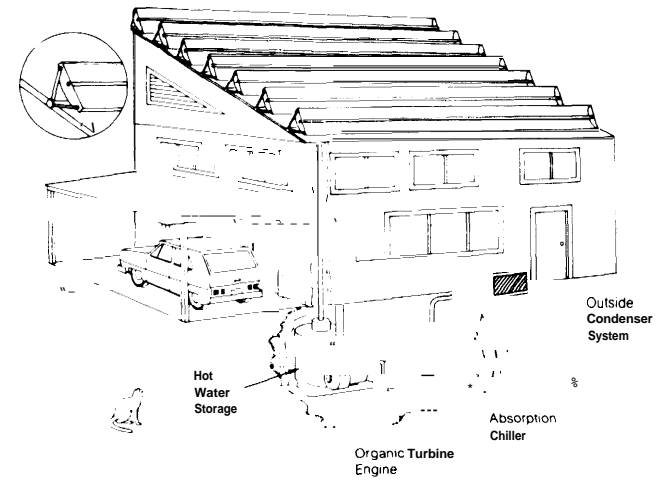 Outside
Condenser
System
Hot
Water
Storage
Absorption
Chiller
Organic Turbine
Engine